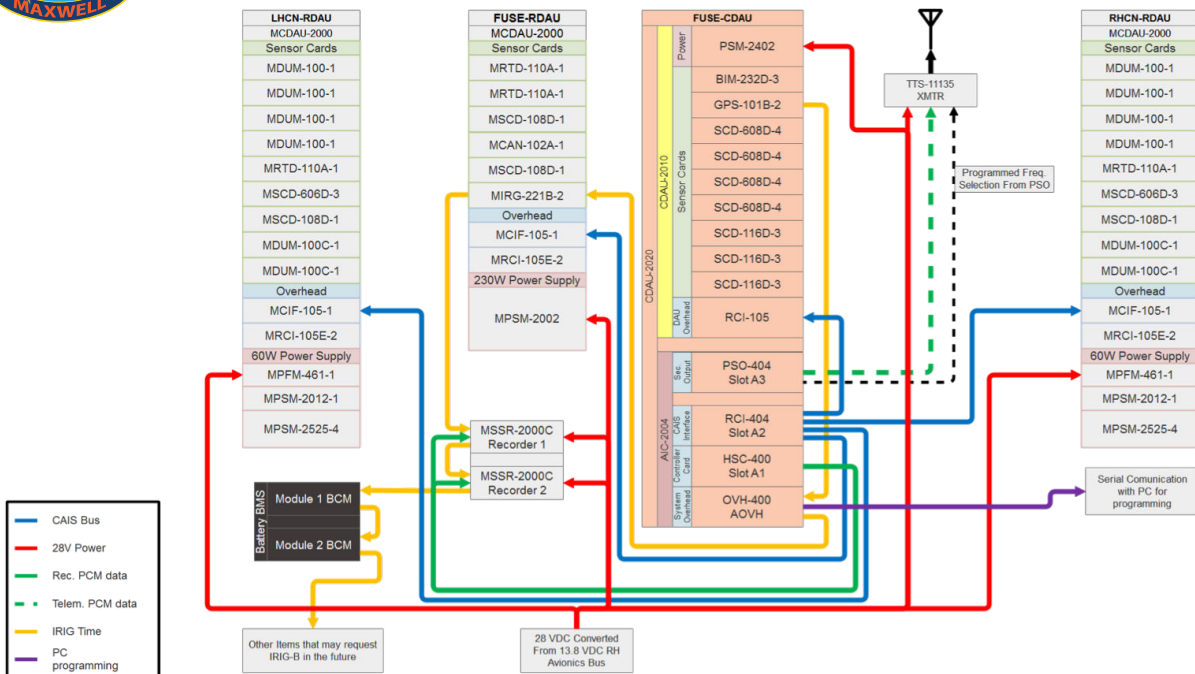 MAXWELL
LHCN-RDAU
MCDAU-2000
Sensor Cards
MDUM-100-1
MDUM-100-1
MDUM-100-1
MDUM-100-1
MRTD-110A-1
MSCD-606D-3
MSCD-108D-1
MDUM-100C-1
MDUM-100C-1
Overhead
MCIF-105-1
MRCI-105E-2
60W Power Supply
MPFM-461-1
MPSM-2012-1
MPSM-2525-4
FUSE-RDAU
MCDAU-2000
Sensor Cards
MRTD-110A-1
MRTD-110A-1
MSCD-108D-1
MCAN-102A-1
MSCD-108D-1
MIRG-221B-2
Overhead
MCIF-105-1
MRCI-105E-2
230W Power Supply
MPSM-2002
MSSR-2000C
Recorder 1
MSSR-2000C
Recorder 2
FUSE-CDAU
CDAU-2020
CDAU-2010
Power
PSM-2402
Sensor Cards
BIM-232D-3
GPS-101B-2
SCD-608D-4
SCD-608D-4
SCD-608D-4
SCD-608D-4
SCD-116D-3
SCD-116D-3
SCD-116D-3
DAU
Overhead
RCI-105
AIC-2004
Sec.
Output
PSO-404
Slot A3
CAIS
Interface
RCI-404
Slot A2
Controller
Card
HSC-400
Slot A1
System
Overhead
OVH-400
AOVH
TTS-11135
XMTR
Programmed Freq.
Selection From PSO
RHCN-RDAU
MCDAU-2000
Sensor Cards
MDUM-100-1
MDUM-100-1
MDUM-100-1
MDUM-100-1
MRTD-110A-1
MSCD-606D-3
MSCD-108D-1
MDUM-100C-1
MDUM-100C-1
Overhead
MCIF-105-1
MRCI-105E-2
60W Power Supply
MPFM-461-1
MPSM-2012-1
MPSM-2525-4
Serial Comunication
with PC for
programming
Battery BMS
Module 1 BCM
Module 2 BCM
Other Items that may request
IRIG-B in the future
28 VDC Converted
From 13.8 VDC RH
Avionics Bus
CAIS Bus
28V Power
Rec. PCM data
Telem. PCM data
IRIG Time
PC
programming